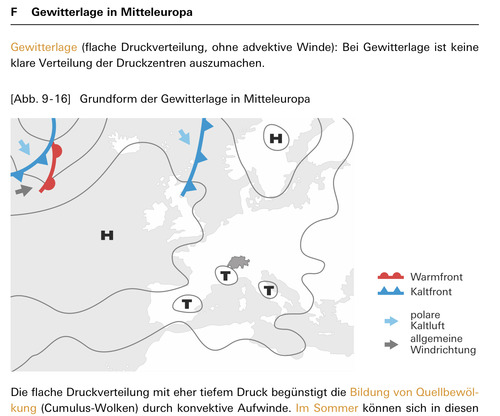 F Gewitterlage in Mitteleuropa
Gewitterlage (flache Druckverteilung, ohne advektive Winde): Bei Gewitterlage ist keine
klare Verteilung der Druckzentren auszumachen.
[Abb. 9-16] Grundform der Gewitterlage in Mitteleuropa
H
H
T
T
T
Warmfront
Kaltfront
polare
Kaltluft
allgemeine
Windrichtung
Die flache Druckverteilung mit eher tiefem Druck begünstigt die Bildung von Quellbewöl-
kung (Cumulus-Wolken) durch konvektive Aufwinde. Im Sommer können sich in diesen